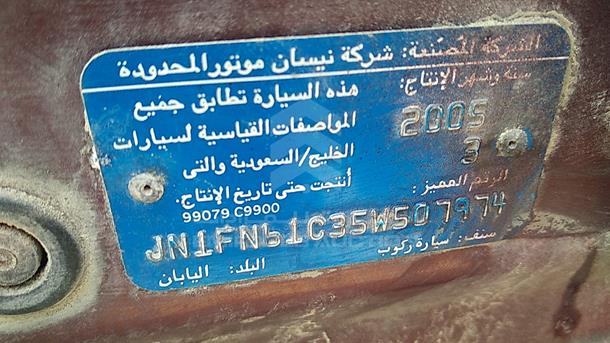 الشركة المصنعة: شركة نيسان موتور المحدودة
سنة وشهر الإنتاج: هذه السيارة تطابق جميع
2005 المواصفات القياسية لسيارات
3 الخليج/السعودية والتى
الرقم المميز: أنتجت حتى تاريخ الإنتاج.
99079 C9900
JN1FN61C35W507974
صنف: سيارة ركوب البلد: اليابان